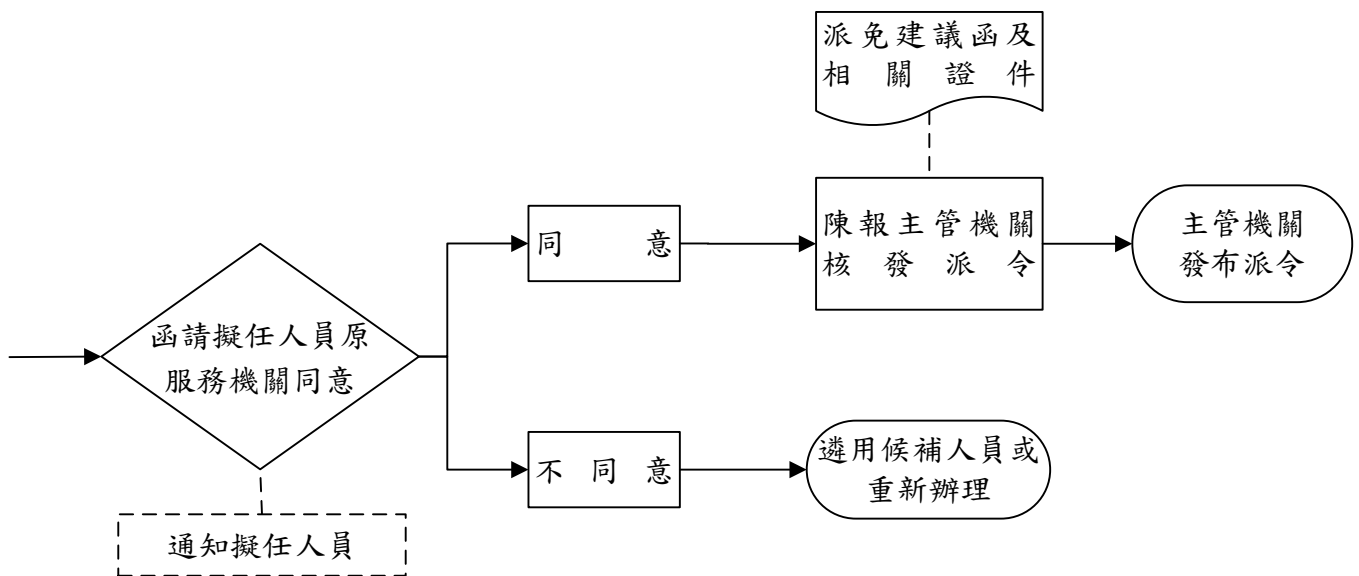 派免建議函及
相關證件
函請擬任人員原
服務機關同意
通知擬任人員
同意
陳報主管機關
核發派令
主管機關
發布派令
不同意
遴用候補人員或
重新辦理